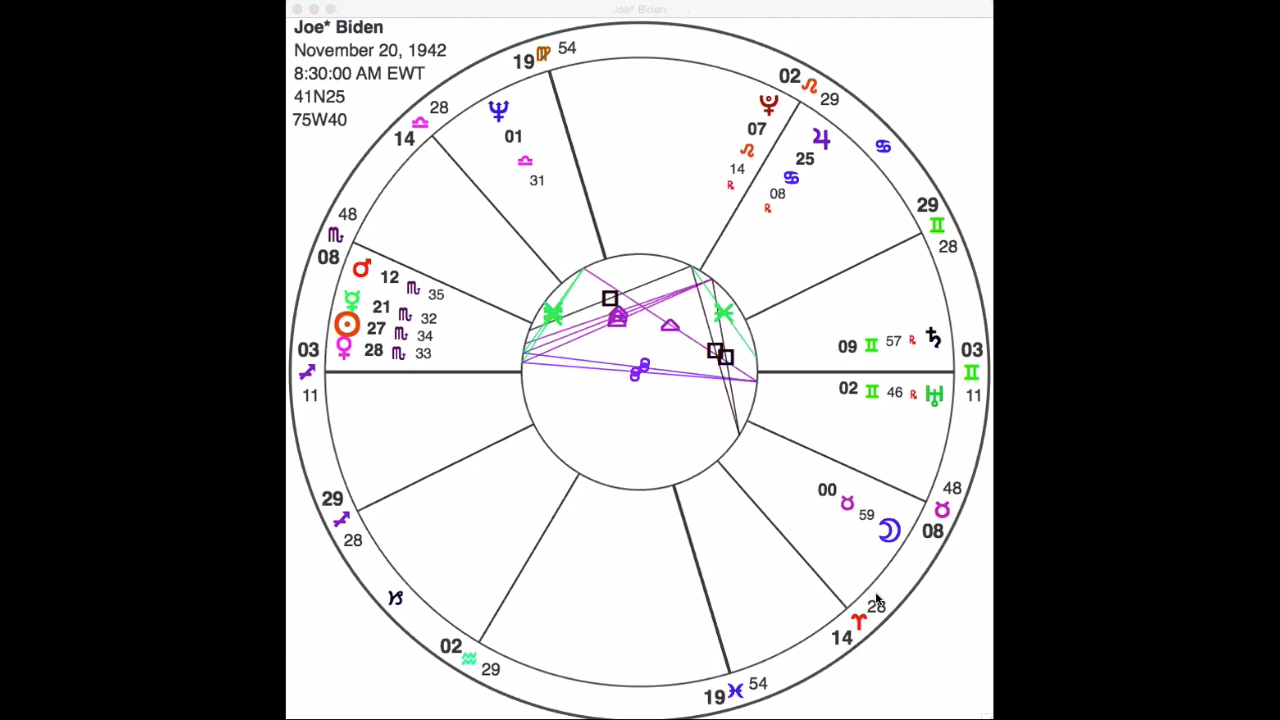 Joe* Biden
Joe* Biden
November 20, 1942
8:30:00 AM EWT
41N25
75W40
19 ♍ 54
02 ♌ 29
♋
29 ♊ 28
03 ♊ 11
48 ♉ 08
28 ♈ 14
19 ♓ 54
02 ♒ 29
♑
29 ♐ 28
03 ♐ 11
48 ♏ 08
14 ♎ 28
♆ 01 ♎ 31
♇ 07 ♌ 14 ℞
♃ 25 ♋ 08 ℞
♂ 12 ♏ 35
☿ 21 ♏ 32
☉ 27 ♏ 34
♀ 28 ♏ 33
09 ♊ 57 ℞ ♄
02 ♊ 46 ℞ ♅
00 ♉ 59 ☽